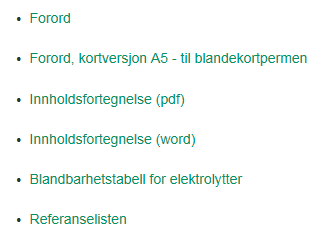 Forord
Forord, kortversjon A5 - til blandekortpermen
Innholdsfortegnelse (pdf)
Innholdsfortegnelse (word)
Blandbarhetstabell for elektrolytter
Referanselisten